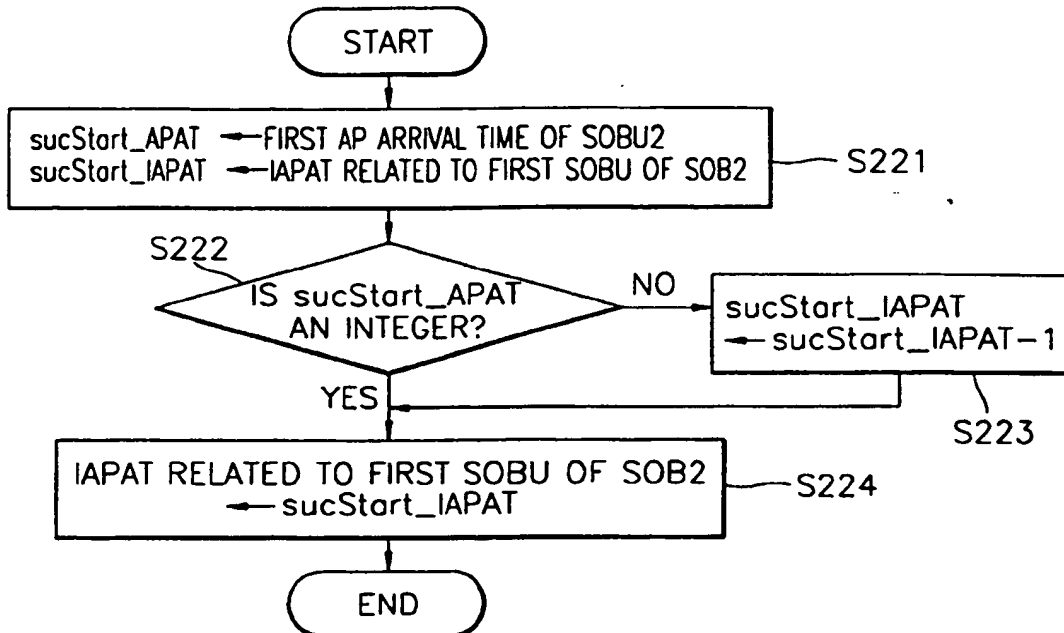 START
sucStart_APAT ←FIRST AP ARRIVAL TIME OF SOBU2
sucStart_IAPAT ←IAPAT RELATED TO FIRST SOBU OF SOB2
S221
S222
IS sucStart_APAT
AN INTEGER?
NO
sucStart_IAPAT
← sucStart_IAPAT-1
S223
YES
IAPAT RELATED TO FIRST SOBU OF SOB2
← sucStart_IAPAT
S224
END